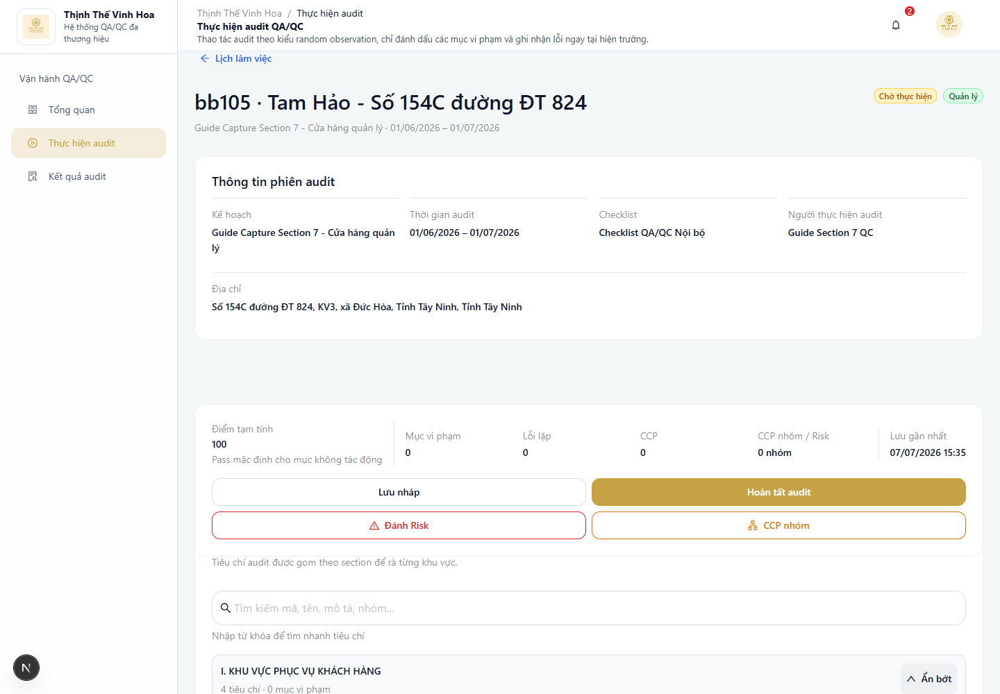 Thịnh Thế Vinh Hoa
Hệ thống QA/QC đa
thương hiệu
Thịnh Thế Vinh Hoa / Thực hiện audit
Thực hiện audit QA/QC
Thao tác audit theo kiểu random observation, chỉ đánh dấu các mục vi phạm và ghi nhận lỗi ngay tại hiện trường.
2
Vận hành QA/QC
Tổng quan
Thực hiện audit
Kết quả audit
Lịch làm việc
bb105 · Tam Hảo - Số 154C đường ĐT 824
Chờ thực hiện
Quản lý
Guide Capture Section 7 - Cửa hàng quản lý · 01/06/2026 – 01/07/2026
Thông tin phiên audit
Kế hoạch
Guide Capture Section 7 - Cửa hàng quản
lý
Thời gian audit
01/06/2026 – 01/07/2026
Checklist
Checklist QA/QC Nội bộ
Người thực hiện audit
Guide Section 7 QC
Địa chỉ
Số 154C đường ĐT 824, KV3, xã Đức Hòa, Tỉnh Tây Ninh, Tỉnh Tây Ninh
Điểm tạm tính
100
Pass mặc định cho mục không tác động
Mục vi phạm
0
Lỗi lặp
0
CCP
0
CCP nhóm / Risk
0 nhóm
Lưu gần nhất
07/07/2026 15:35
Lưu nháp
Hoàn tất audit
Đánh Risk
CCP nhóm
Tiêu chí audit được gom theo section để rà từng khu vực.
Tìm kiếm mã, tên, mô tả, nhóm...
Nhập từ khóa để tìm nhanh tiêu chí
I. KHU VỰC PHỤC VỤ KHÁCH HÀNG
4 tiêu chí · 0 mục vi phạm
Ẩn bớt
N